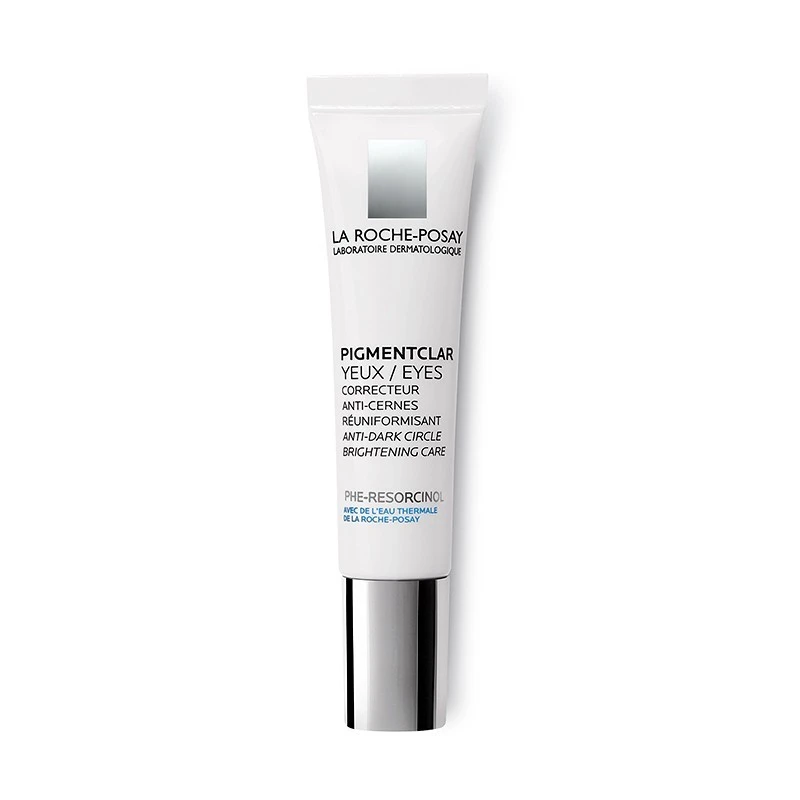 LA ROCHE-POSAY
LABORATOIRE DERMATOLOGIQUE
PIGMENTCLAR
YEUX / EYES
CORRECTEUR
ANTI-CERNES
RÉUNIFORMISANT
ANTI-DARK CIRCLE
BRIGHTENING CARE
PHE-RESORCINOL
AVEC DE L'EAU THERMALE
DE LA ROCHE-POSAY